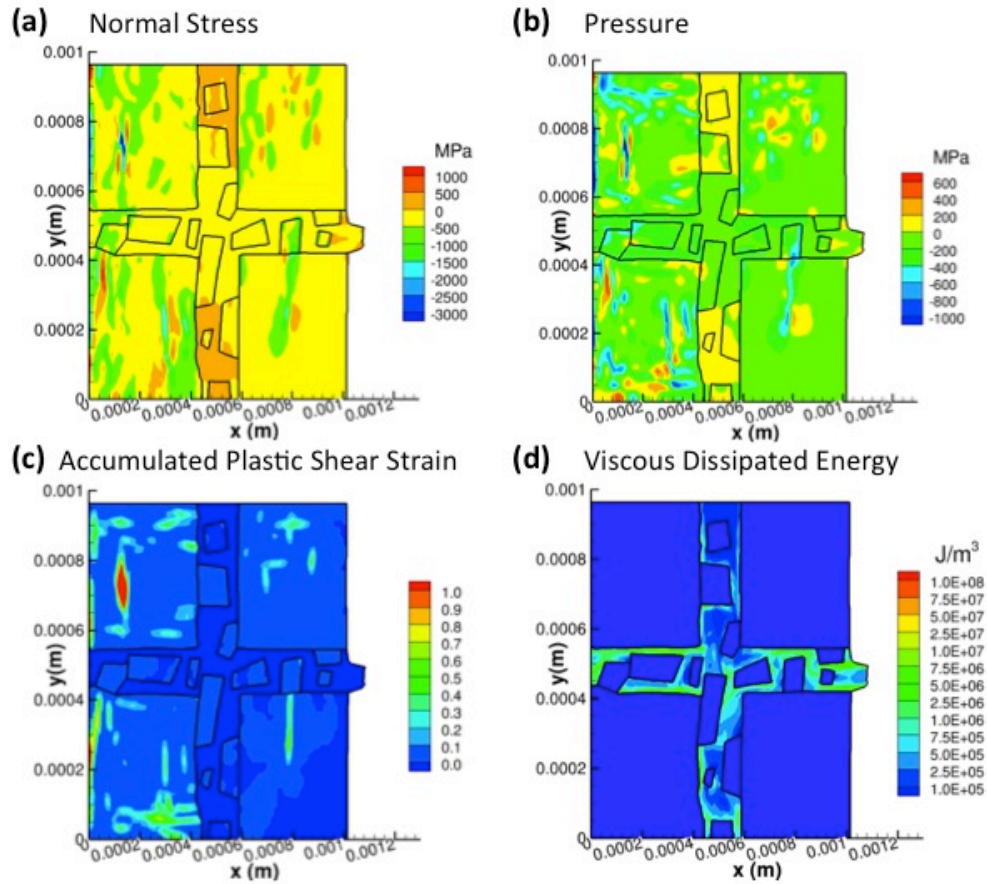 (a) Normal Stress
0.001
0.0008
0.0006
0.0004
0.0002
0
y(m)
0
0.0002
0.0004
0.0006
0.0008
0.001
0.0012
x (m)
MPa
1000
500
0
-500
-1000
-1500
-2000
-2500
-3000
(b) Pressure
0.001
0.0008
0.0006
0.0004
0.0002
0
y(m)
0
0.0002
0.0004
0.0006
0.0008
0.001
0.0012
x (m)
MPa
600
400
200
0
-200
-400
-600
-800
-1000
(c) Accumulated Plastic Shear Strain
0.001
0.0008
0.0006
0.0004
0.0002
0
y(m)
0
0.0002
0.0004
0.0006
0.0008
0.001
0.0012
x (m)
1.0
0.9
0.8
0.7
0.6
0.5
0.4
0.3
0.2
0.1
0.0
(d) Viscous Dissipated Energy
0.001
0.0008
0.0006
0.0004
0.0002
0
y(m)
0
0.0002
0.0004
0.0006
0.0008
0.001
0.0012
x (m)
J/m³
1.0E+08
7.5E+07
5.0E+07
2.5E+07
1.0E+07
7.5E+06
5.0E+06
2.5E+06
1.0E+06
7.5E+05
5.0E+05
2.5E+05
1.0E+05